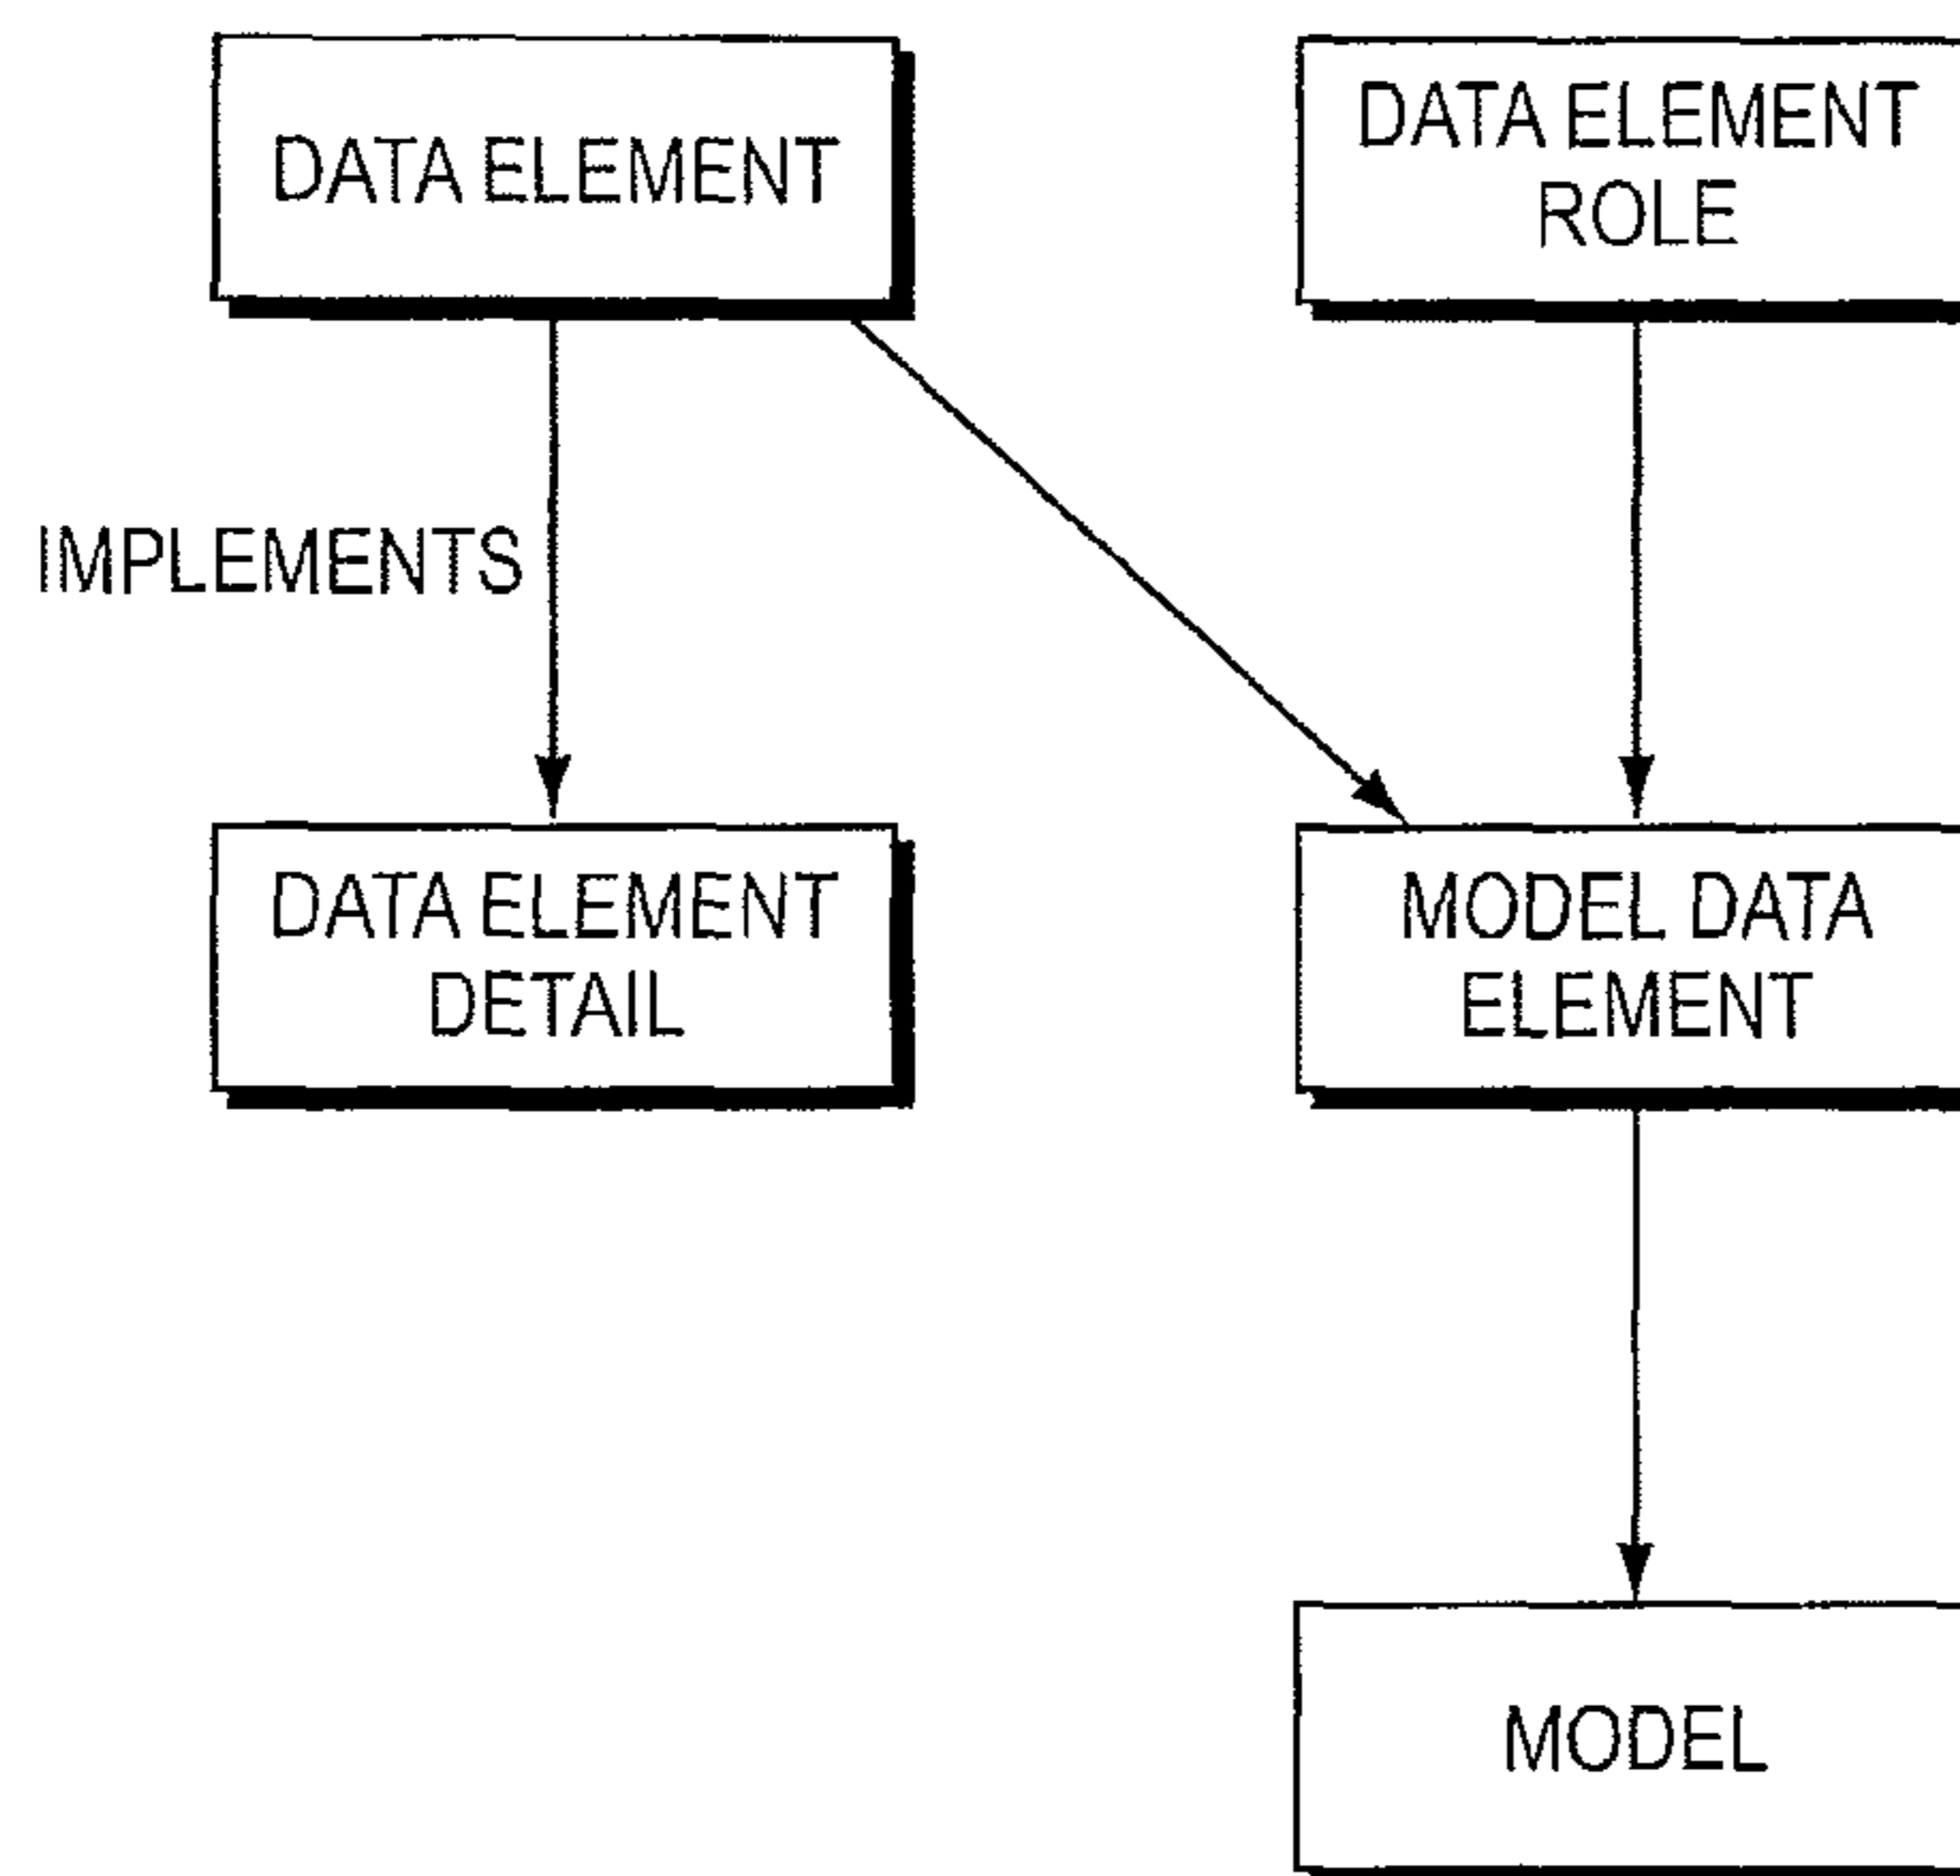 DATA ELEMENT
DATA ELEMENT
ROLE
IMPLEMENTS
DATA ELEMENT
DETAIL
MODEL DATA
ELEMENT
MODEL